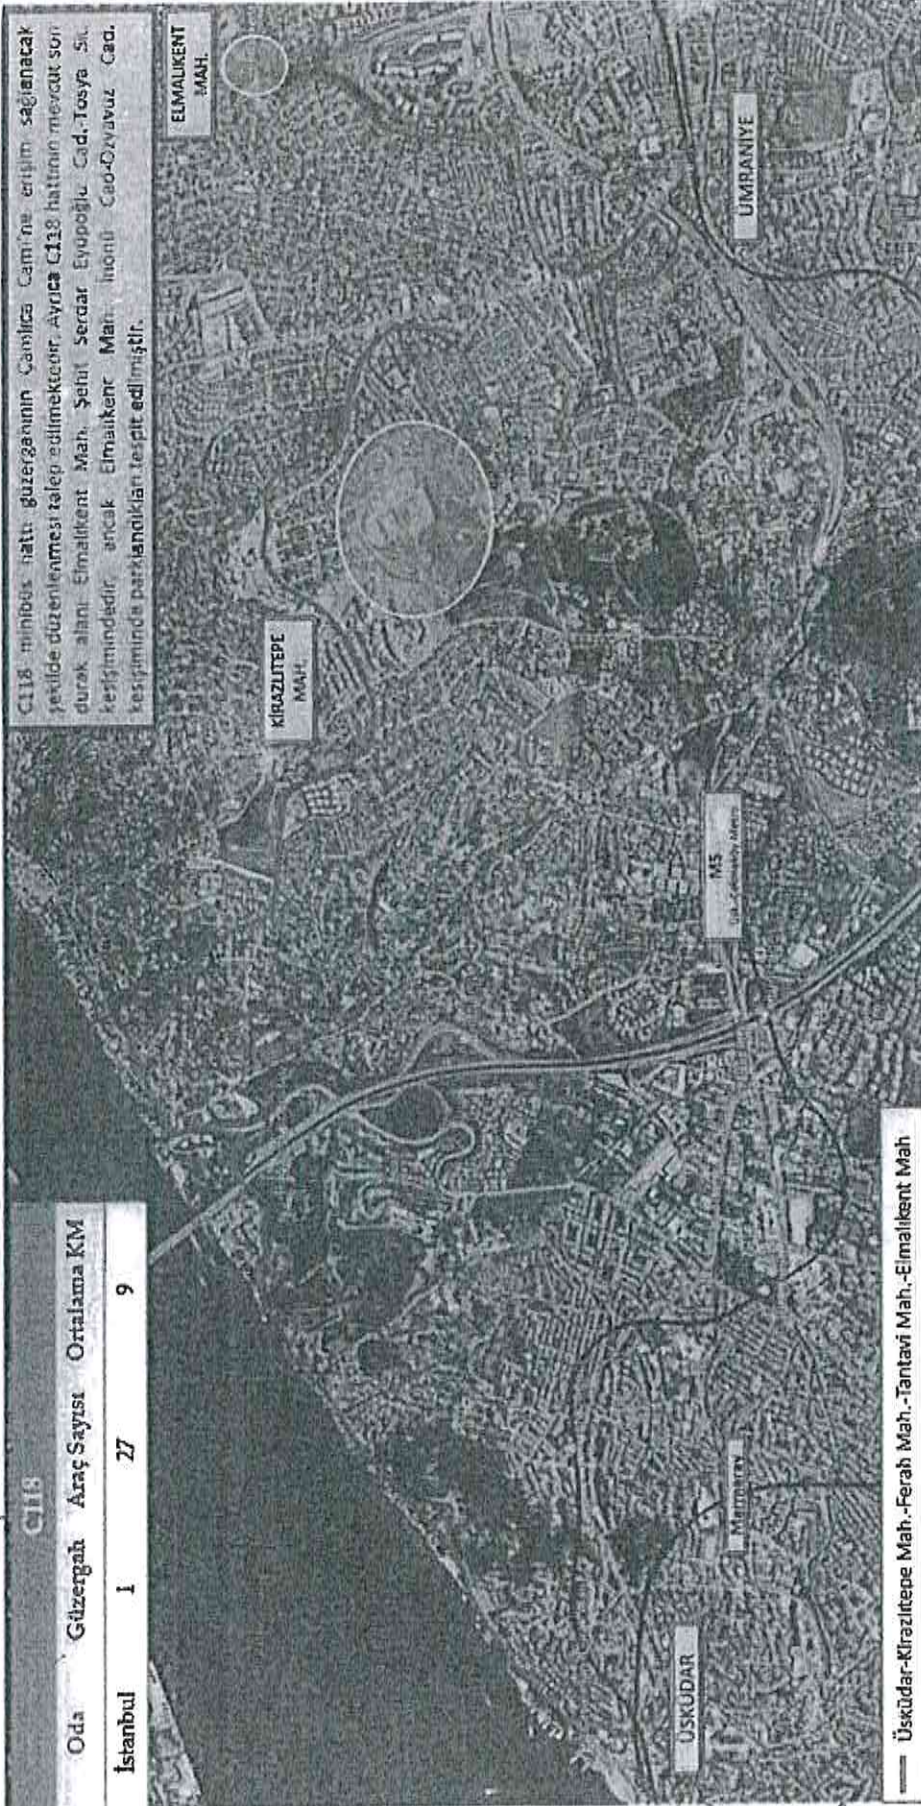 C118
Oda Güzergah Araç Sayısı Ortalama KM
İstanbul 1 27 9
C118 minibüs hattı güzergahının Çamlıca Cami'ne erişim sağlanacak
şekilde düzenlenmesi talep edilmektedir. Ayrıca C118 hattının mevcut son
durak alanı Elmalıkent Mah. Şehit Serdar Eyüpoğlu Cad.-Tosya Sk.
kesişimindedir, ancak Elmalıkent Mah. İnönü Cad-Özyavuz Cad.
kesişiminde parklandıkları tespit edilmiştir.
ELMALIKENT
MAH.
KİRAZLITEPE
MAH.
ÜMRANİYE
M5
Marmaray
ÜSKÜDAR
Üsküdar-Kirazlıtepe Mah.-Ferah Mah.-Tantavi Mah.-Elmalıkent Mah